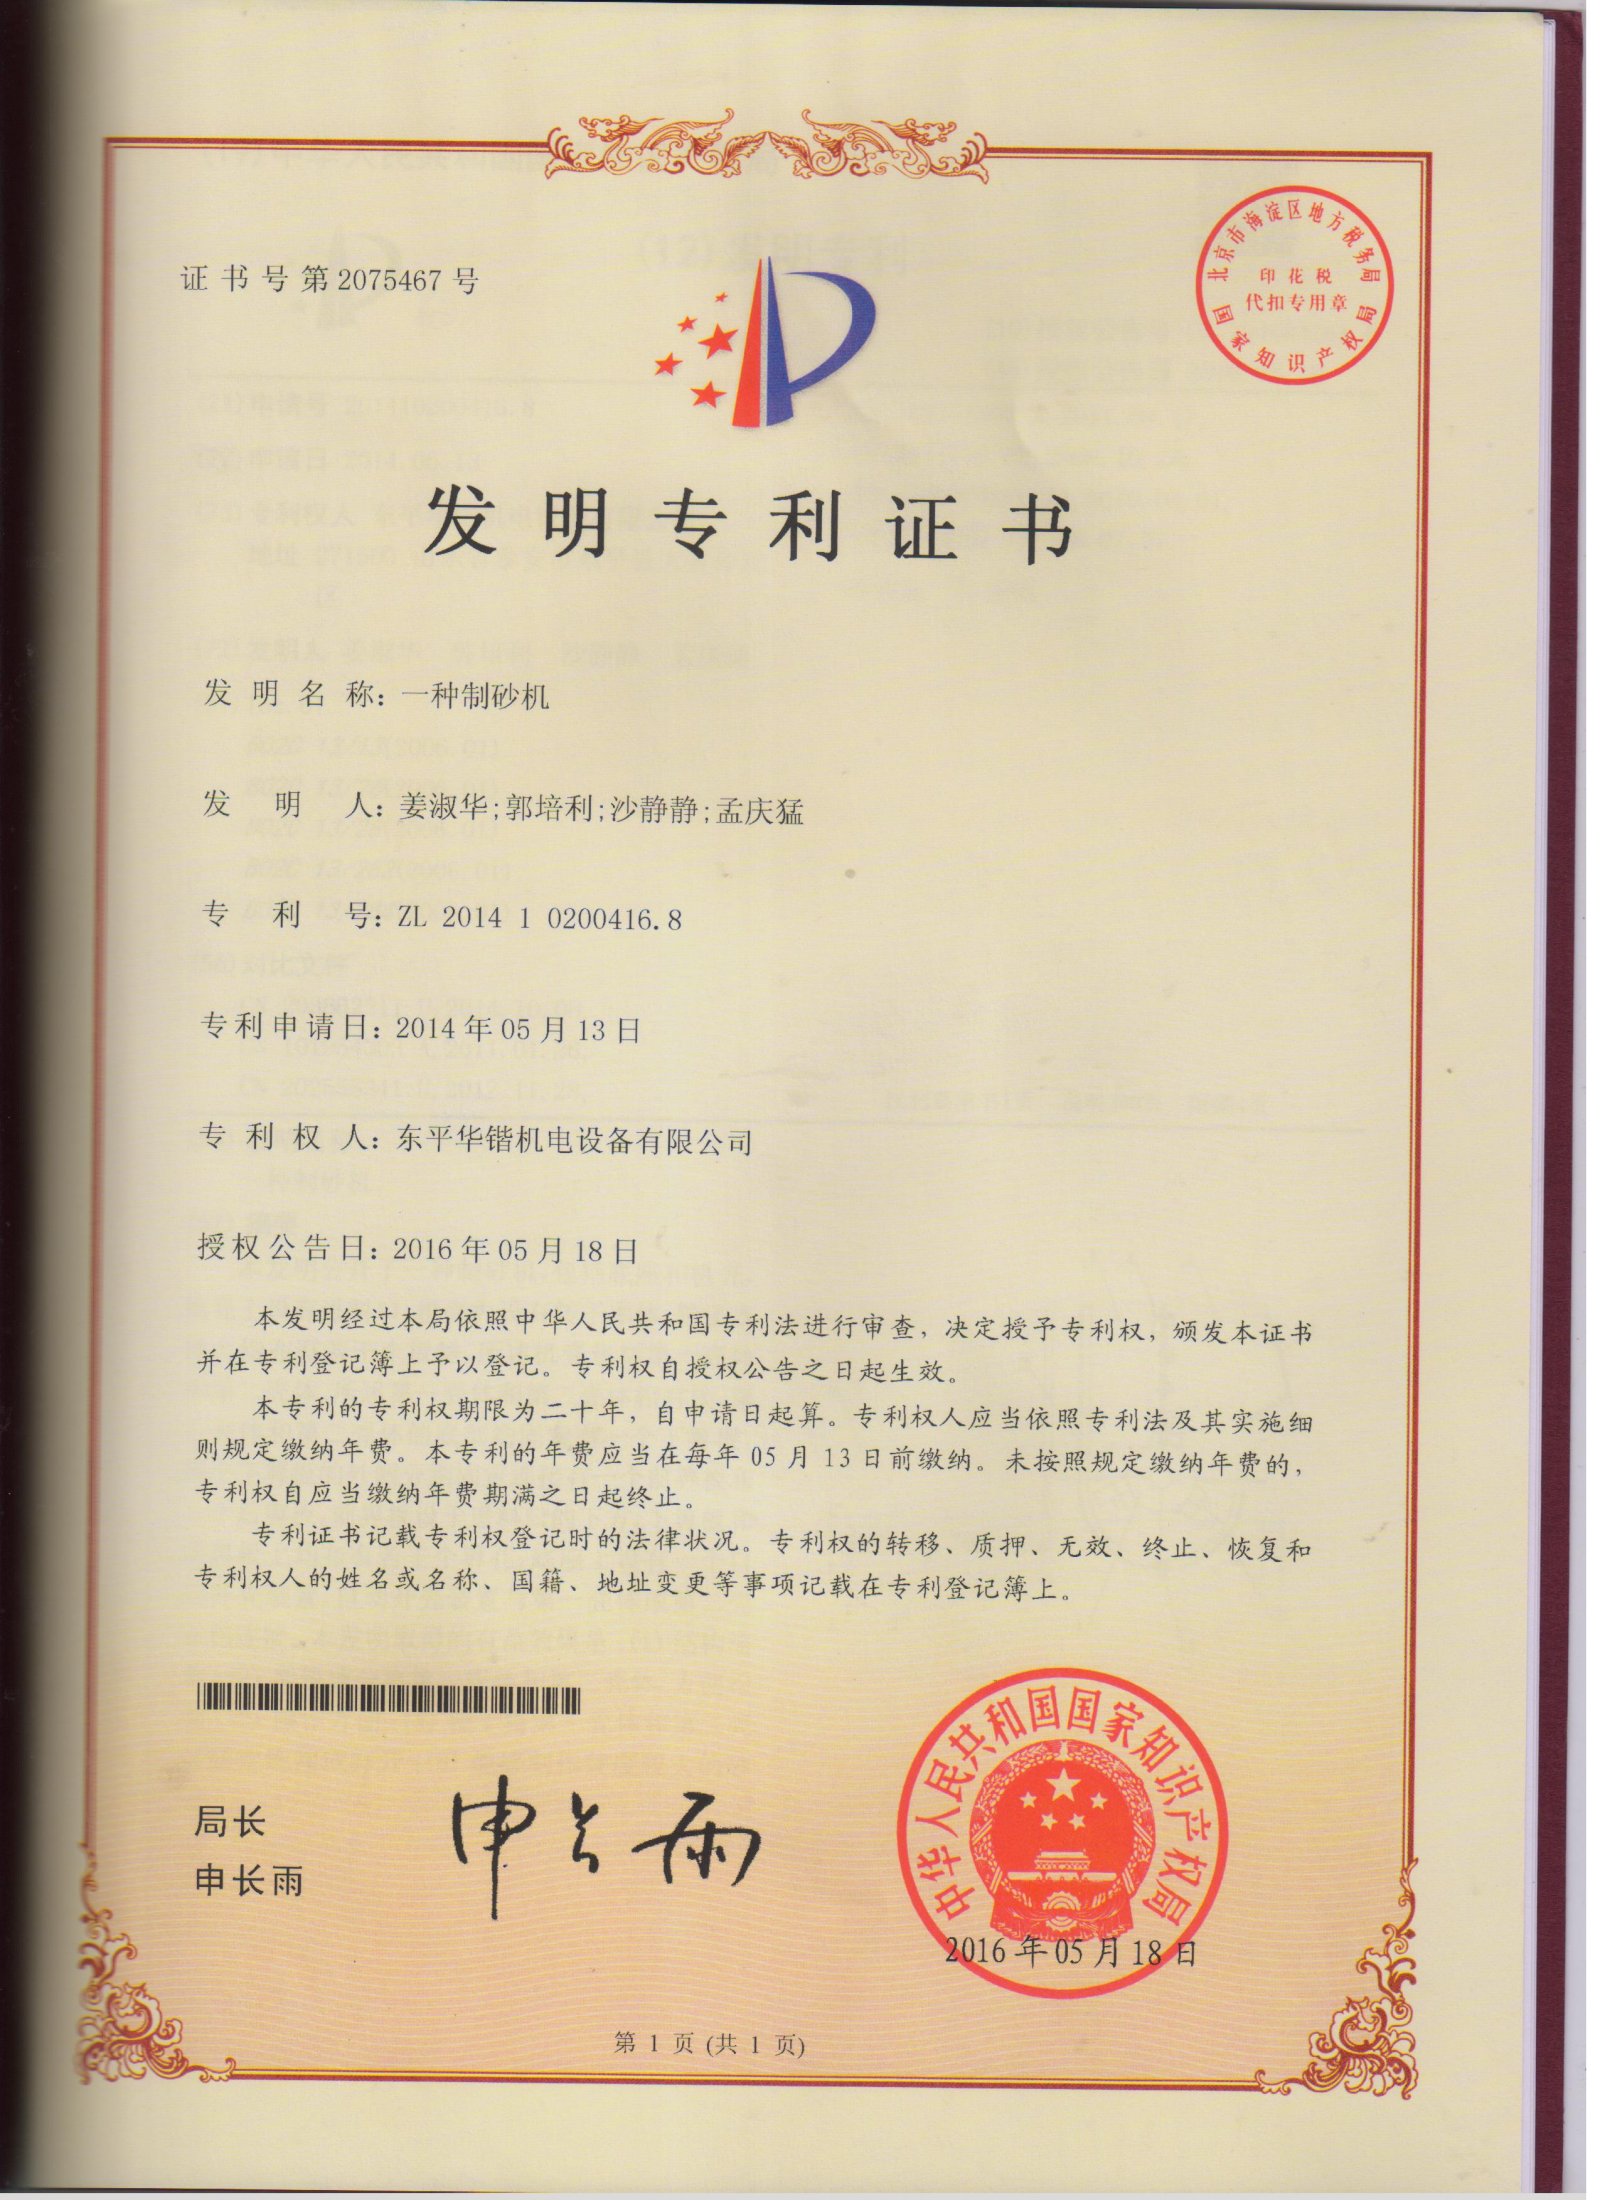 证书号第2075467号
北京市海淀区地方税务局
印花税
代扣专用章
国家知识产权局
发明专利证书
发明名称：一种制砂机
发明人：姜淑华;郭培利;沙静静;孟庆猛
专利号：ZL 2014 1 0200416.8
专利申请日：2014年05月13日
专利权人：东平华锴机电设备有限公司
授权公告日：2016年05月18日
本发明经过本局依照中华人民共和国专利法进行审查，决定授予专利权，颁发本证书
并在专利登记簿上予以登记。专利权自授权公告之日起生效。
本专利的专利权期限为二十年，自申请日起算。专利权人应当依照专利法及其实施细
则规定缴纳年费。本专利的年费应当在每年05月13日前缴纳。未按照规定缴纳年费的，
专利权自应当缴纳年费期满之日起终止。
专利证书记载专利权登记时的法律状况。专利权的转移、质押、无效、终止、恢复和
专利权人的姓名或名称、国籍、地址变更等事项记载在专利登记簿上。
局长
申长雨
申长雨
中华人民共和国国家知识产权局
2016年05月18日
第1页(共1页)